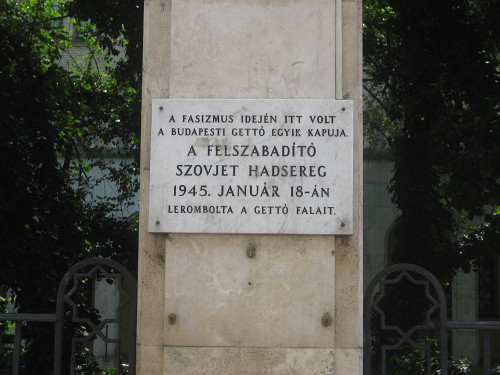 A FASIZMUS IDEJÉN ITT VOLT
A BUDAPESTI GETTÓ EGYIK KAPUJA.
A FELSZABADÍTÓ
SZOVJET HADSEREG
1945. JANUÁR 18-ÁN
LEROMBOLTA A GETTÓ FALAIT.